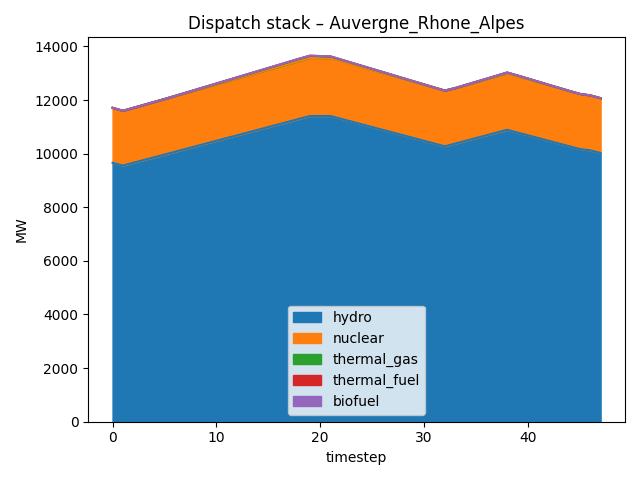 Dispatch stack – Auvergne_Rhone_Alpes
MW
14000
12000
10000
8000
6000
4000
2000
0
hydro
nuclear
thermal_gas
thermal_fuel
biofuel
0 10 20 30 40
timestep